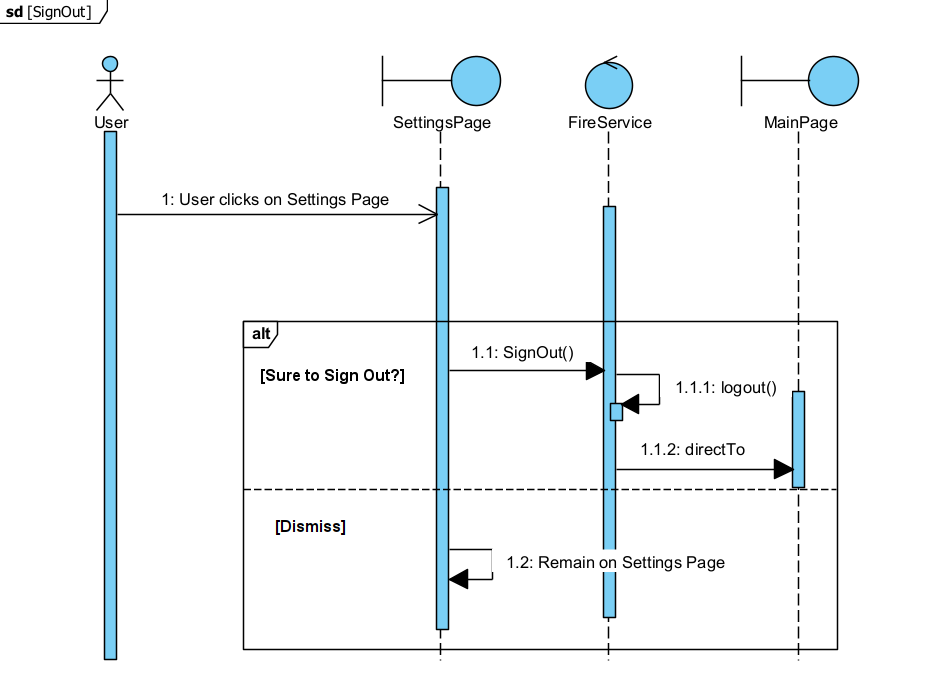 sd [SignOut]
User
SettingsPage
FireService
MainPage
1: User clicks on Settings Page
alt
[Sure to Sign Out?]
1.1: SignOut()
1.1.1: logout()
1.1.2: directTo
[Dismiss]
1.2: Remain on Settings Page